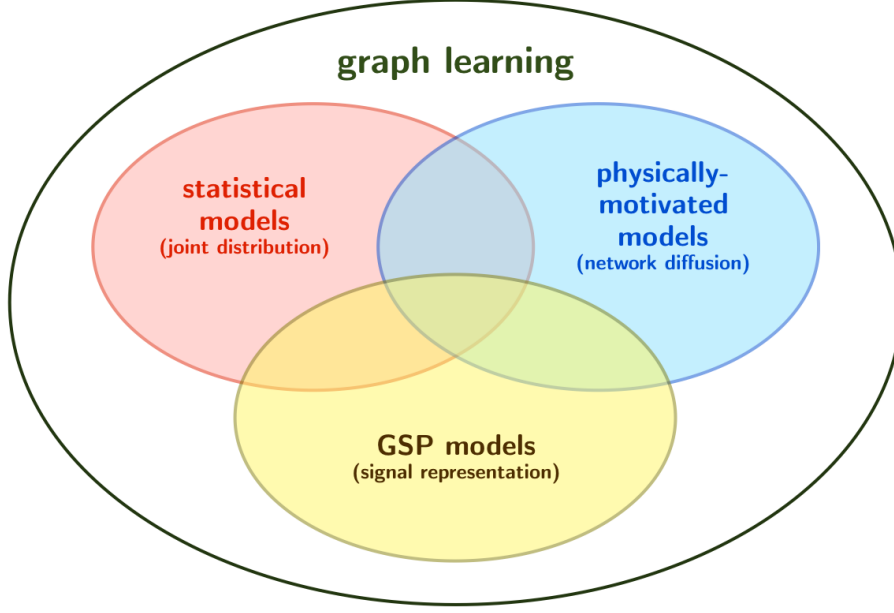 graph learning
statistical
models
(joint distribution)
physically-
motivated
models
(network diffusion)
GSP models
(signal representation)